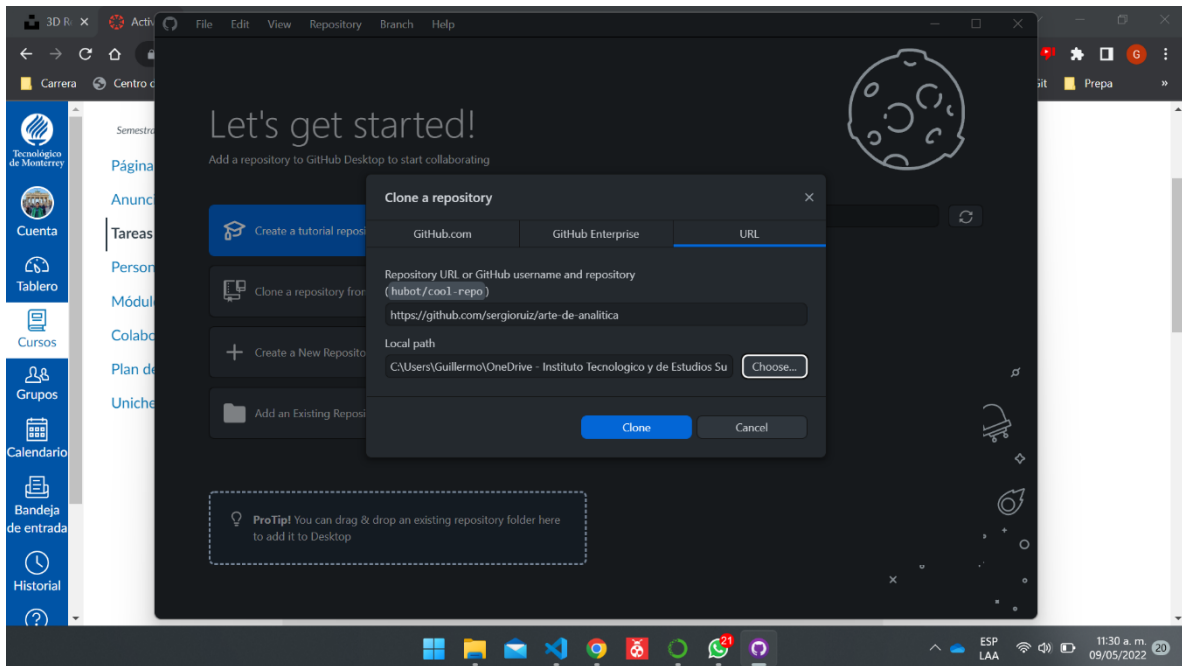 3D R
Activ
File Edit View Repository Branch Help
G
Carrera
Centro d
Git
Prepa
»
Tecnológico
de Monterrey
Cuenta
Tablero
Cursos
Grupos
Calendario
Bandeja
de entrada
Historial
Semestre
Página
Anunci
Tareas
Person
Módul
Colabo
Plan de
Uniche
Let's get started!
Add a repository to GitHub Desktop to start collaborating
Create a tutorial reposi
Clone a repository fron
Create a New Reposito
Add an Existing Reposi
ProTip! You can drag & drop an existing repository folder here
to add it to Desktop
Clone a repository
GitHub.com GitHub Enterprise URL
Repository URL or GitHub username and repository
(hubot/cool-repo)
https://github.com/sergioruiz/arte-de-analitica
Local path
C:\Users\Guillermo\OneDrive - Instituto Tecnologico y de Estudios Su Choose...
Clone Cancel
21
ESP
LAA
11:30 a. m.
09/05/2022
20